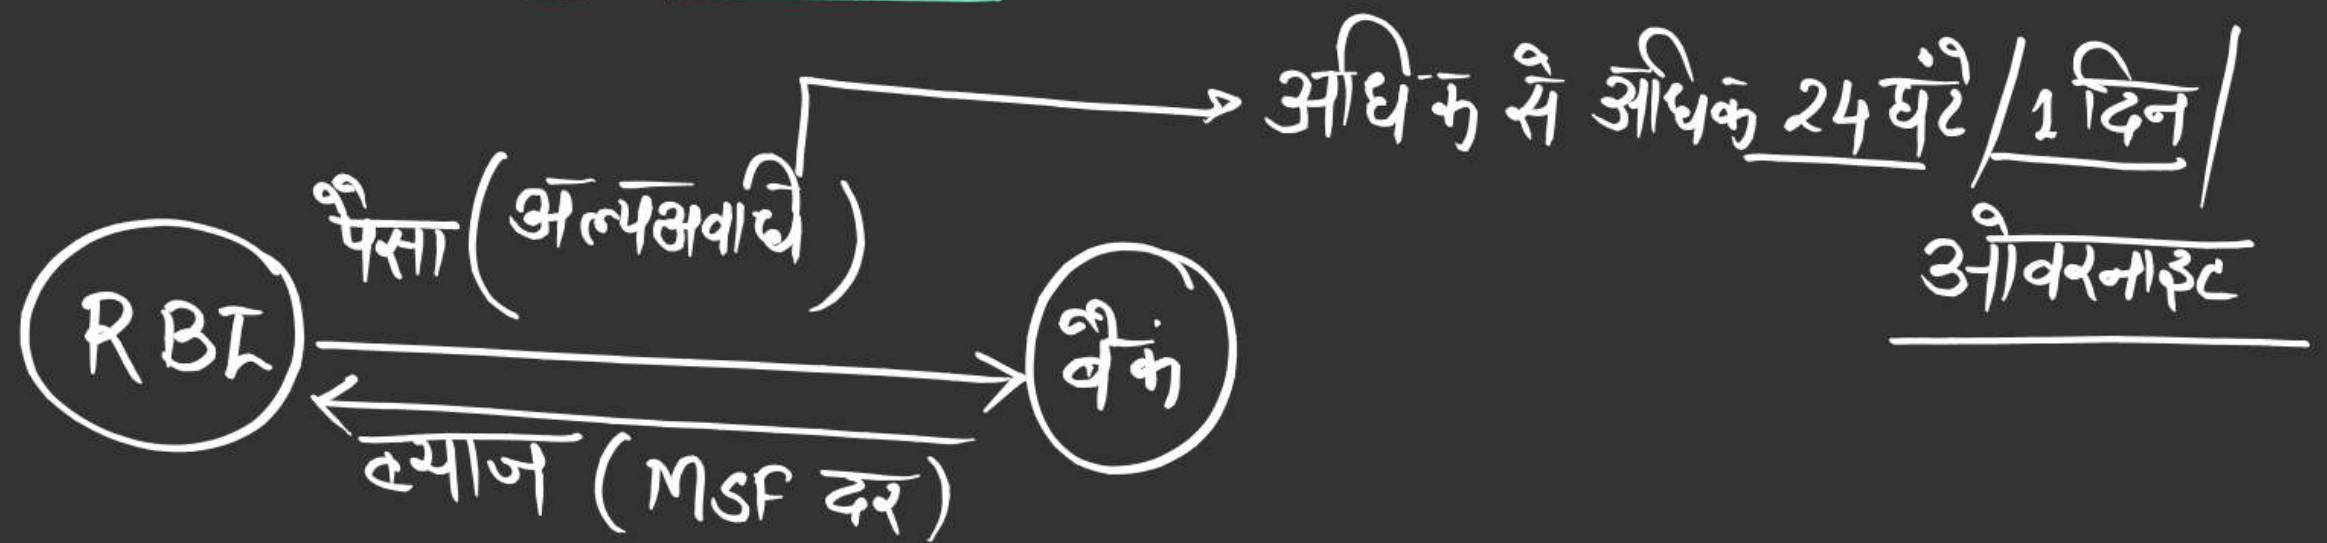 अधिक से अधिक 24 घंटे / 1 दिन /
ओवरनाइट
पैसा (अल्पअवधि)
RBI
बैंक
ब्याज (MSF दर)